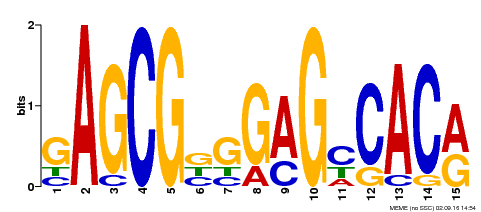 2
bits
1
0
G A G C G G G G A G C C A C A
T C T T A C T G C G G
C C C A
1 2 3 4 5 6 7 8 9 10 11 12 13 14 15
MEME (no SSC) 02.09.16 14:54